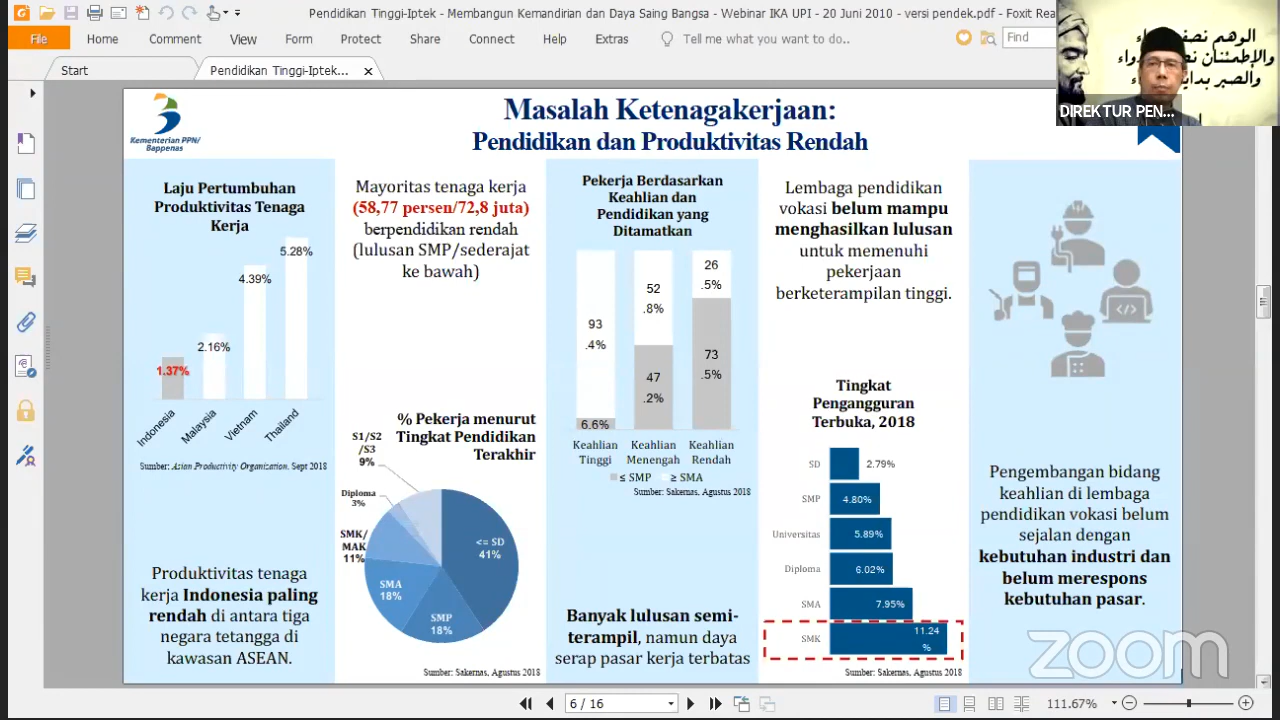 Pendidikan Tinggi-Iptek - Membangun Kemandirian dan Daya Saing Bangsa - Webinar IKA UPI - 20 Juni 2010 - versi pendek.pdf - Foxit Rea
File
Home
Comment
View
Form
Protect
Share
Connect
Help
Extras
Tell me what you want to do..
Find
Start
Pendidikan Tinggi-Iptek...
DIREKTUR PEN...
Kementerian PPN/
Bappenas
Masalah Ketenagakerjaan:
Pendidikan dan Produktivitas Rendah
Laju Pertumbuhan
Produktivitas Tenaga
Kerja
5.28%
4.39%
2.16%
1.37%
Indonesia
Malaysia
Vietnam
Thailand
Sumber: Asian Productivity Organization. Sept 2018
Produktivitas tenaga
kerja Indonesia paling
rendah di antara tiga
negara tetangga di
kawasan ASEAN.
Mayoritas tenaga kerja
(58,77 persen/72,8 juta)
berpendidikan rendah
(lulusan SMP/sederajat
ke bawah)
% Pekerja menurut
Tingkat Pendidikan
Terakhir
S1/S2
/S3
9%
Diploma
3%
SMK/
MAK
11%
SMA
18%
SMP
18%
<= SD
41%
Sumber: Sakernas, Agustus 2018
Pekerja Berdasarkan
Keahlian dan
Pendidikan yang
Ditamatkan
93
.4%
6.6%
52
.8%
47
.2%
26
.5%
73
.5%
Keahlian
Tinggi
Keahlian
Menengah
Keahlian
Rendah
≤ SMP ≥ SMA
Sumber: Sakernas, Agustus 2018
Banyak lulusan semi-
terampil, namun daya
serap pasar kerja terbatas
Lembaga pendidikan
vokasi belum mampu
menghasilkan lulusan
untuk memenuhi
pekerjaan
berketerampilan tinggi.
Tingkat
Pengangguran
Terbuka, 2018
SD 2.79%
SMP 4.80%
Universitas 5.89%
Diploma 6.02%
SMA 7.95%
SMK 11.24
%
Sumber: Sakernas, Agustus 2018
Pengembangan bidang
keahlian di lembaga
pendidikan vokasi belum
sejalan dengan
kebutuhan industri dan
belum merespons
kebutuhan pasar.
zoom
6 / 16
111.67%